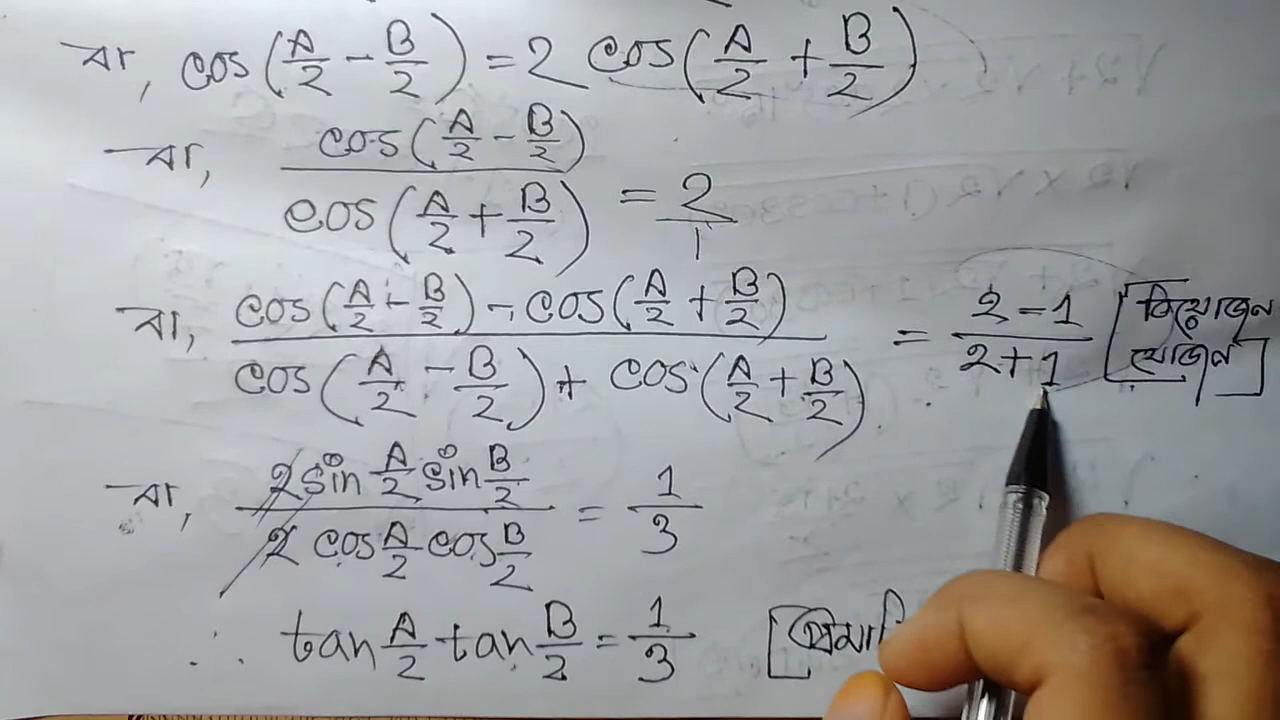 বা, cos(A/2 - B/2) = 2 cos(A/2 + B/2)
বা, cos(A/2 - B/2) / cos(A/2 + B/2) = 2/1
বা, cos(A/2 - B/2) - cos(A/2 + B/2) / cos(A/2 - B/2) + cos(A/2 + B/2) = 2-1 / 2+1 [বিয়োজন যোজন]
বা, 2 sin A/2 sin B/2 / 2 cos A/2 cos B/2 = 1/3
∴ tan A/2 tan B/2 = 1/3